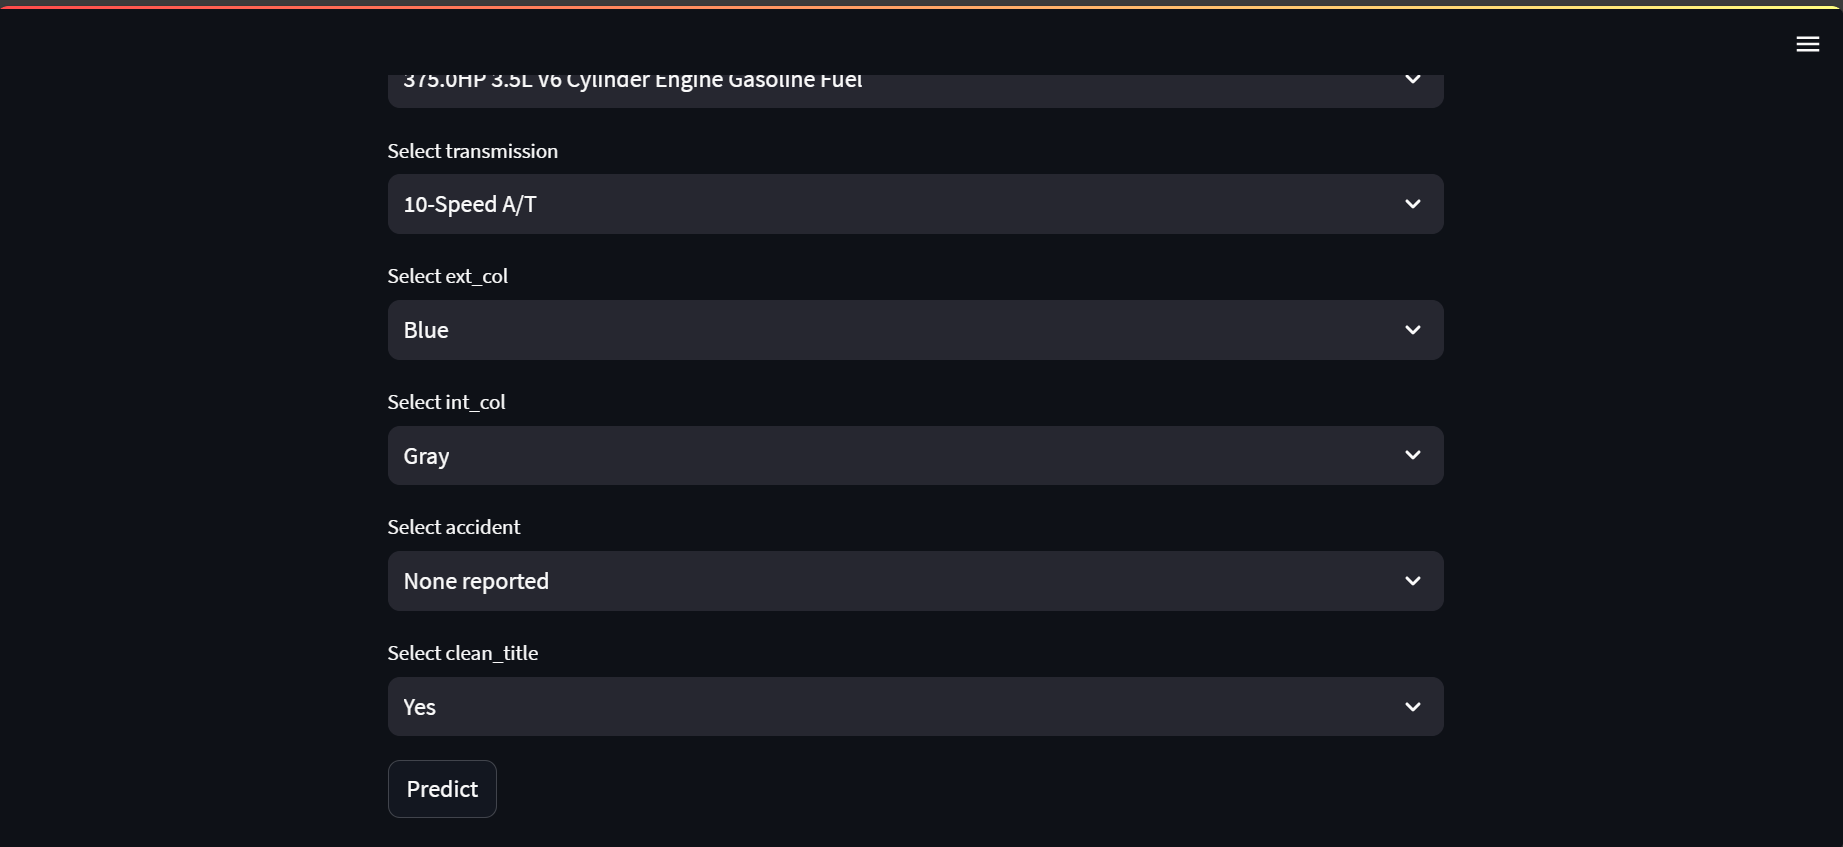 375.0HP 3.5L V6 Cylinder Engine Gasoline Fuel
Select transmission
10-Speed A/T
Select ext_col
Blue
Select int_col
Gray
Select accident
None reported
Select clean_title
Yes
Predict